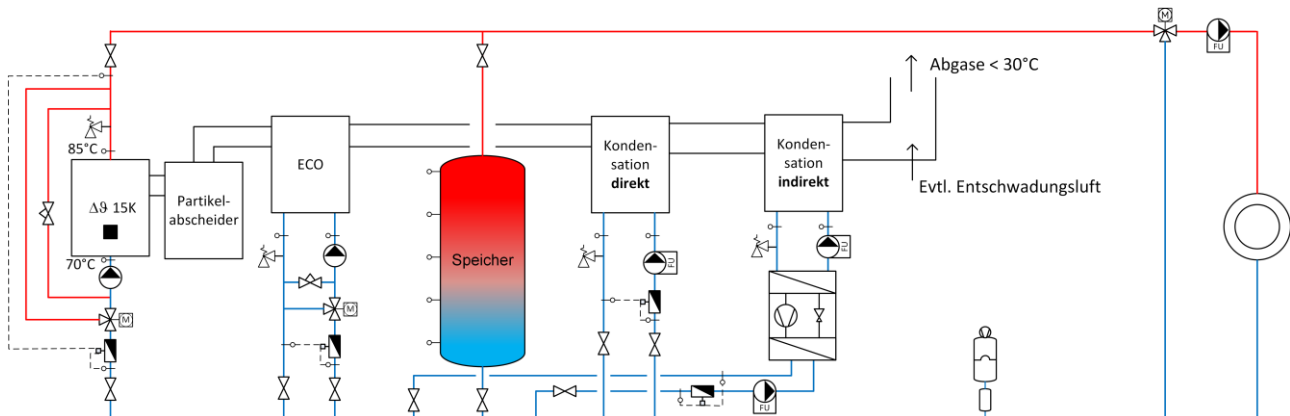 M
FU
Abgase < 30°C
85°C
ECO
Konden-
sation
direkt
Konden-
sation
indirekt
Δϑ 15K
Partikel-
abscheider
Evtl. Entschwadungsluft
70°C
Speicher
FU
FU
M
M
FU